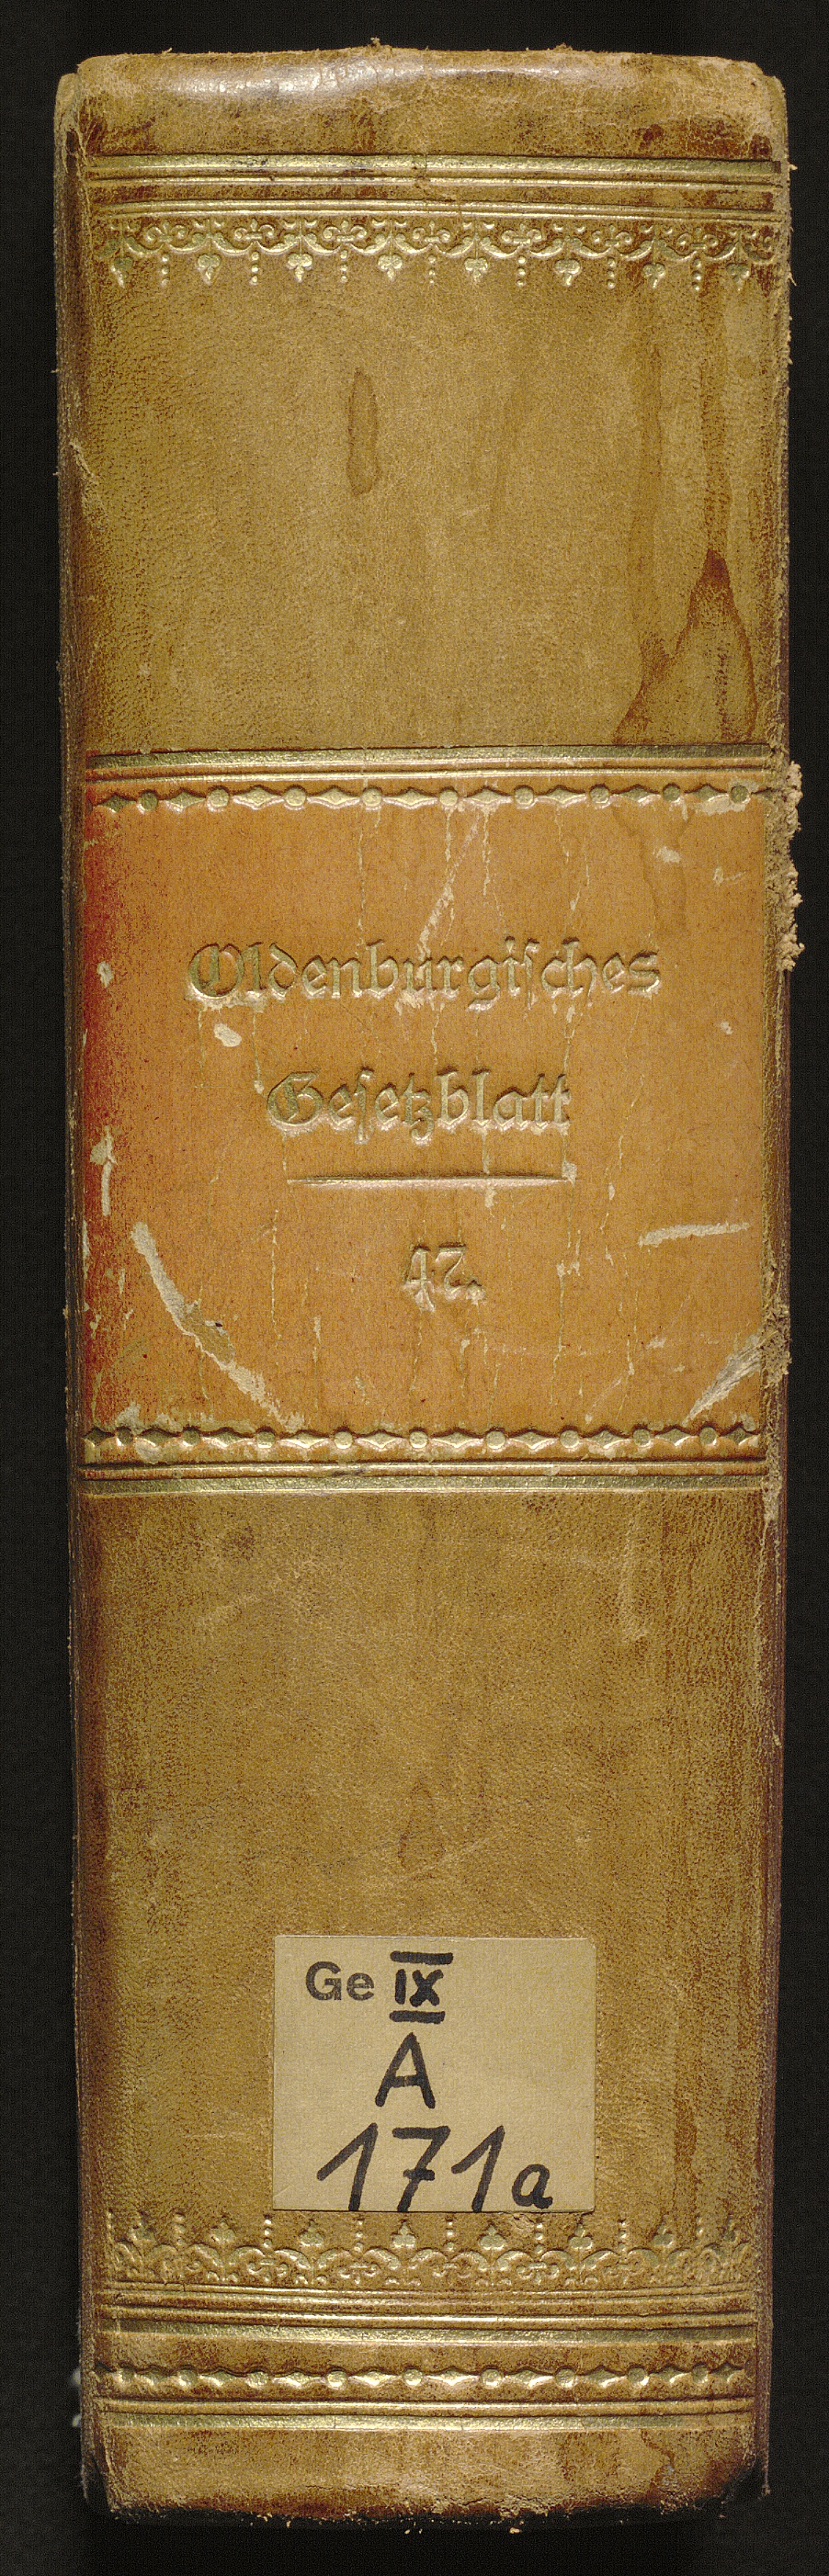 Oldenburgisches
Gesetzblatt
47.
Ge IX
A
171a